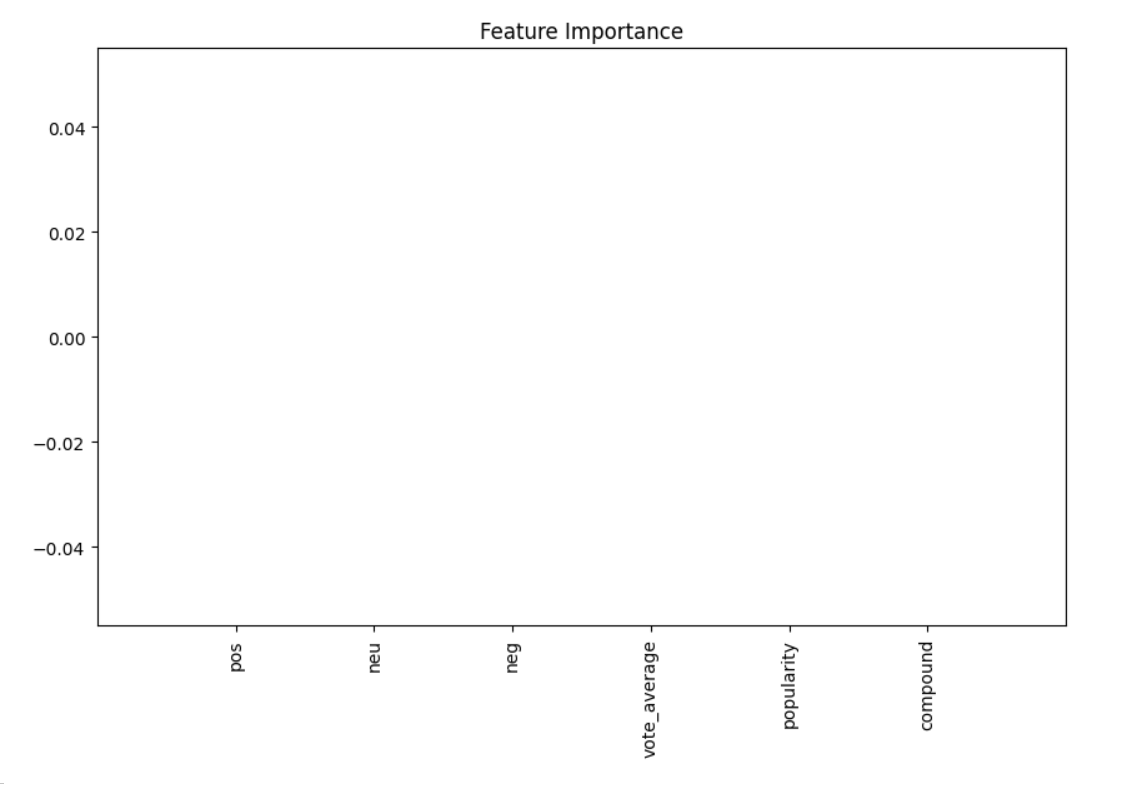 Feature Importance
0.04
0.02
0.00
−0.02
−0.04
pos
neu
neg
vote_average
popularity
compound